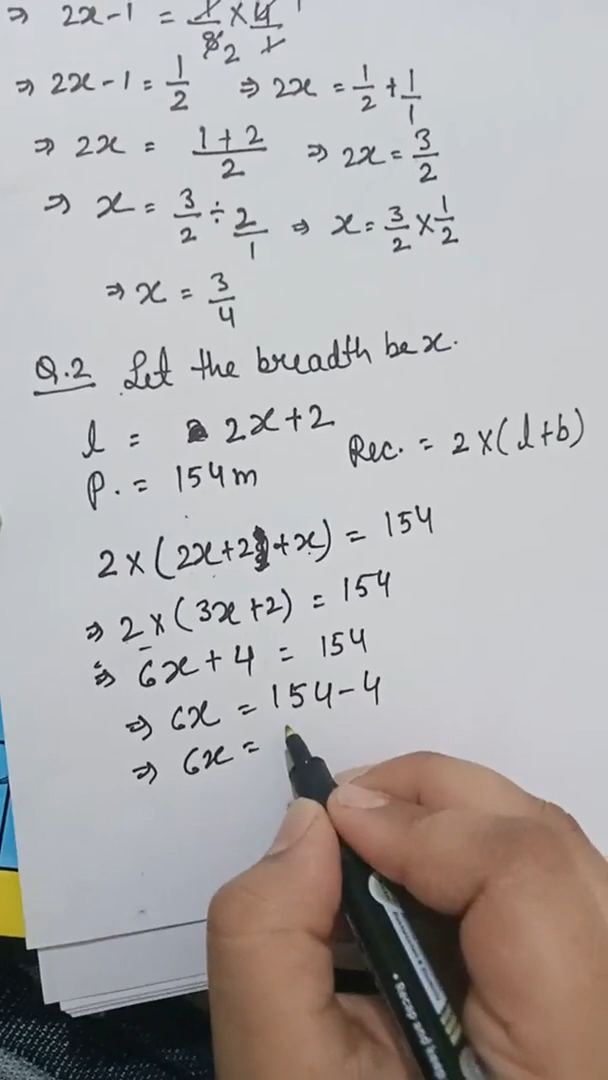 ⇒ 2x-1 = 1/8 2 × 4/1
⇒ 2x-1 = 1/2 ⇒ 2x = 1/2 + 1/1
⇒ 2x = 1+2/2 ⇒ 2x = 3/2
⇒ x = 3/2 ÷ 2/1 ⇒ x = 3/2 × 1/2
⇒ x = 3/4
Q.2 Let the breadth be x.
l = 2x+2
P. = 154m Rec. = 2×(l+b)
2×(2x+2+x) = 154
⇒ 2×(3x+2) = 154
⇒ 6x+4 = 154
⇒ 6x = 154-4
⇒ 6x =